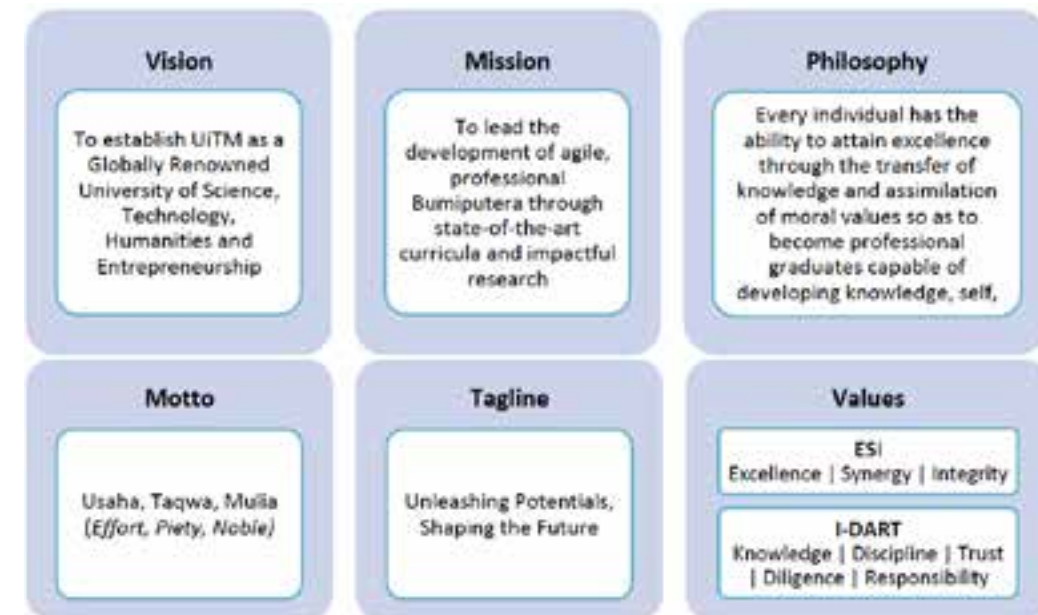 Vision
To establish UiTM as a
Globally Renowned
University of Science,
Technology,
Humanities and
Entrepreneurship
Mission
To lead the
development of agile,
professional
Bumiputera through
state-of-the-art
curricula and impactful
research
Philosophy
Every individual has the
ability to attain excellence
through the transfer of
knowledge and assimilation
of moral values so as to
become professional
graduates capable of
developing knowledge, self,
Motto
Usaha, Taqwa, Mulia
(Effort, Piety, Noble)
Tagline
Unleashing Potentials,
Shaping the Future
Values
ESI
Excellence | Synergy | Integrity
I-DART
Knowledge | Discipline | Trust
| Diligence | Responsibility